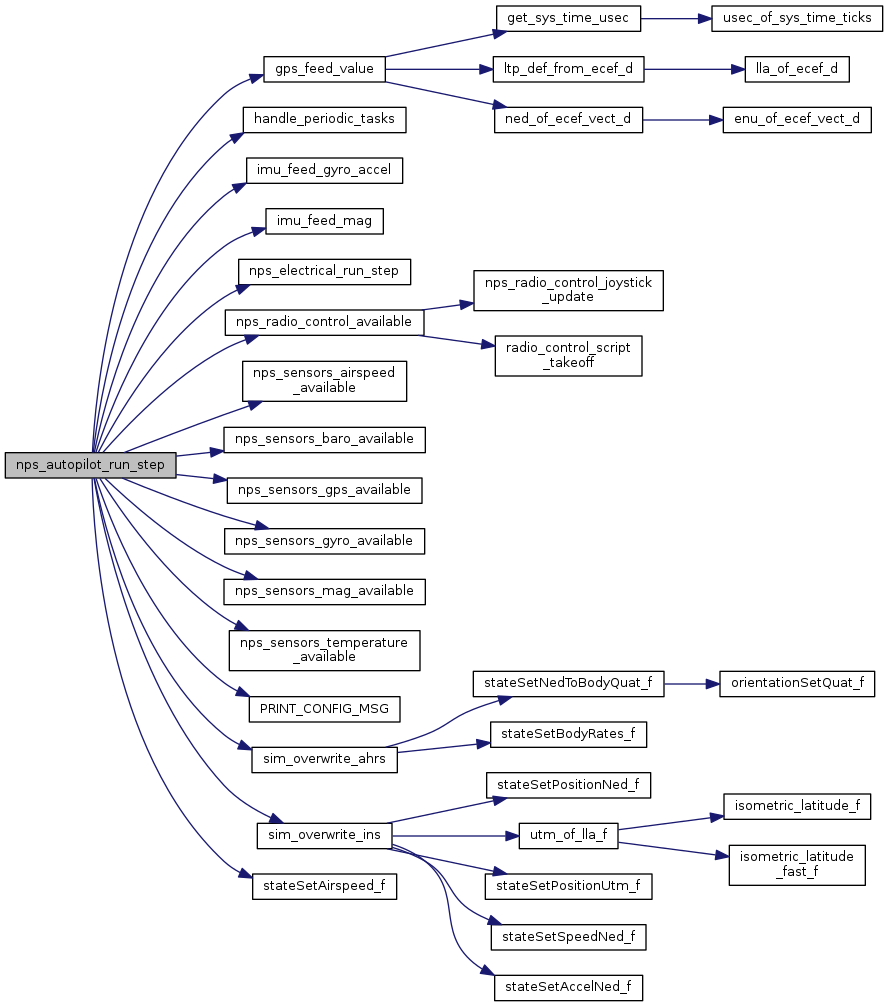 get_sys_time_usec
usec_of_sys_time_ticks
gps_feed_value
ltp_def_from_ecef_d
lla_of_ecef_d
handle_periodic_tasks
ned_of_ecef_vect_d
enu_of_ecef_vect_d
imu_feed_gyro_accel
imu_feed_mag
nps_electrical_run_step
nps_radio_control_joystick
_update
nps_radio_control_available
radio_control_script
_takeoff
nps_sensors_airspeed
_available
nps_sensors_baro_available
nps_autopilot_run_step
nps_sensors_gps_available
nps_sensors_gyro_available
nps_sensors_mag_available
nps_sensors_temperature
_available
stateSetNedToBodyQuat_f
orientationSetQuat_f
PRINT_CONFIG_MSG
stateSetBodyRates_f
sim_overwrite_ahrs
stateSetPositionNed_f
isometric_latitude_f
sim_overwrite_ins
utm_of_lla_f
isometric_latitude
_fast_f
stateSetAirspeed_f
stateSetPositionUtm_f
stateSetSpeedNed_f
stateSetAccelNed_f